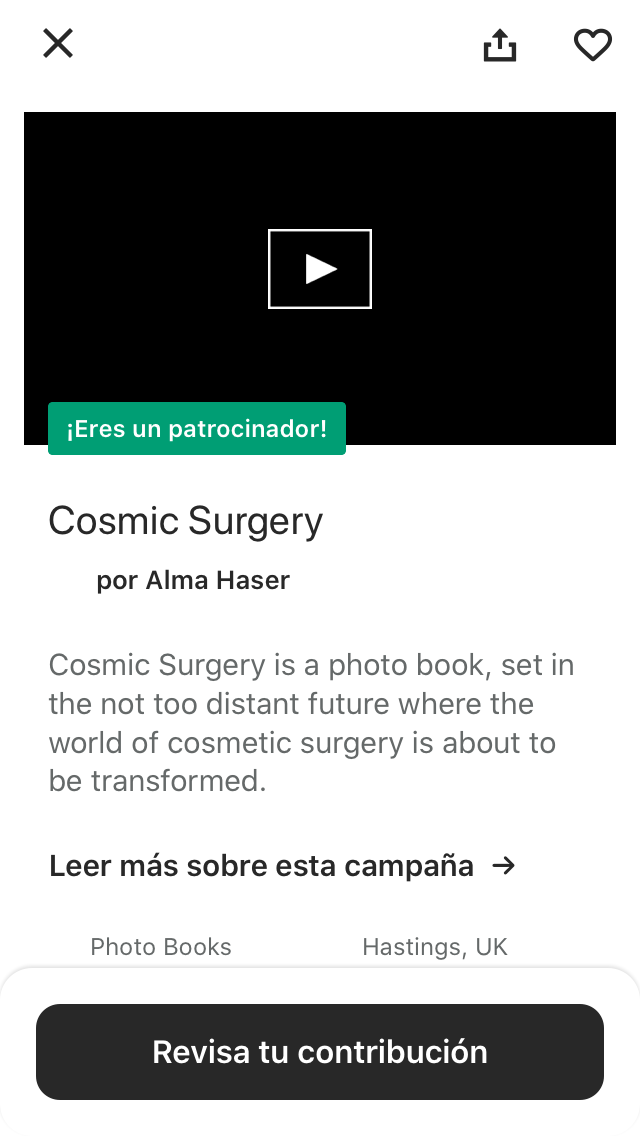 ¡Eres un patrocinador!
Cosmic Surgery
por Alma Haser
Cosmic Surgery is a photo book, set in
the not too distant future where the
world of cosmetic surgery is about to
be transformed.
Leer más sobre esta campaña →
Photo Books
Hastings, UK
Revisa tu contribución